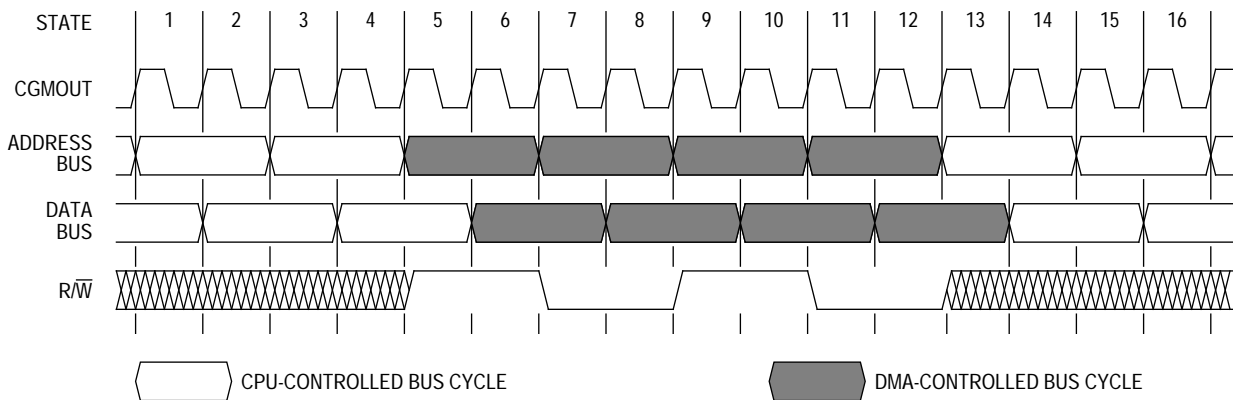 STATE 1 2 3 4 5 6 7 8 9 10 11 12 13 14 15 16
CGMOUT
ADDRESS
BUS
DATA
BUS
R/W̅
CPU-CONTROLLED BUS CYCLE
DMA-CONTROLLED BUS CYCLE